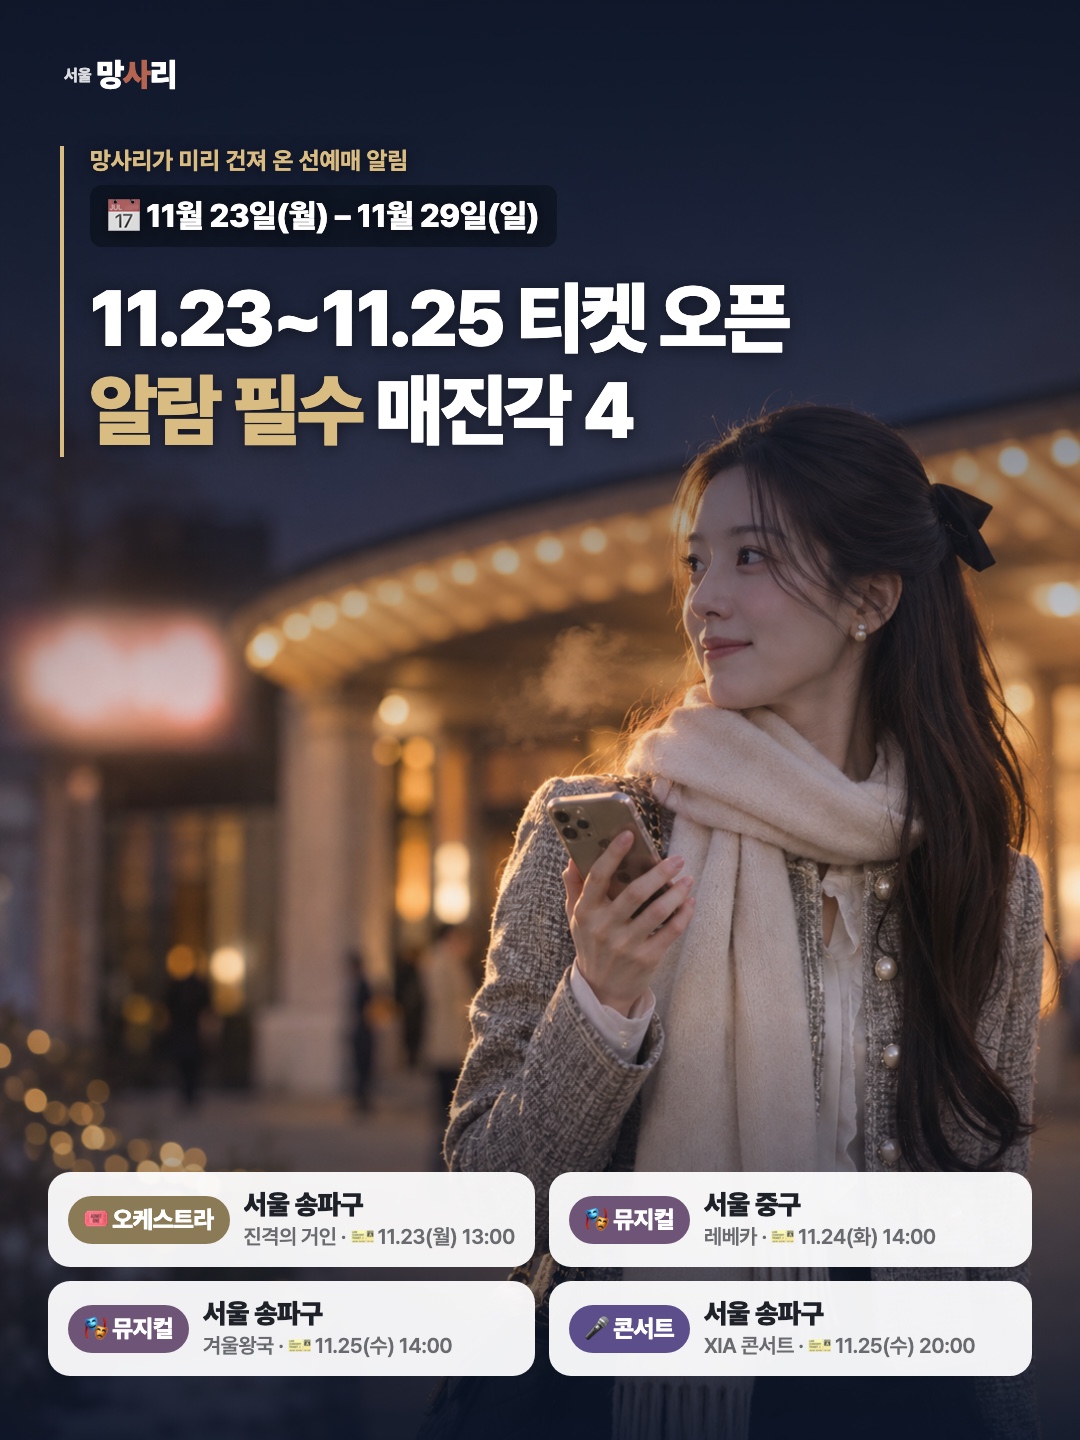 서울 망사리
망사리가 미리 건져 온 선예매 알림
11월 23일(월) – 11월 29일(일)
11.23~11.25 티켓 오픈
알람 필수 매진각 4
오케스트라
서울 송파구
진격의 거인 · 11.23(월) 13:00
뮤지컬
서울 중구
레베카 · 11.24(화) 14:00
뮤지컬
서울 송파구
겨울왕국 · 11.25(수) 14:00
콘서트
서울 송파구
XIA 콘서트 · 11.25(수) 20:00